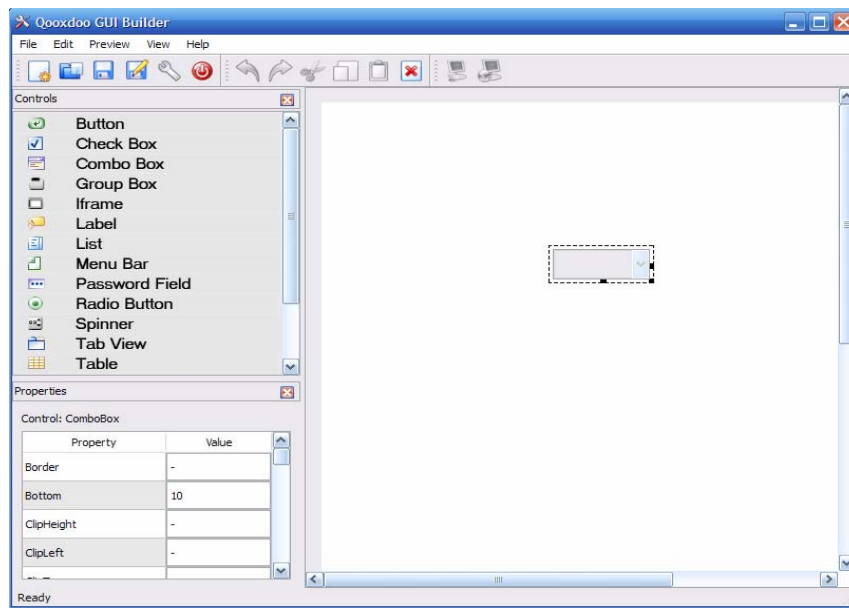 Qooxdoo GUI Builder
File Edit Preview View Help
Controls
Button
Check Box
Combo Box
Group Box
Iframe
Label
List
Menu Bar
Password Field
Radio Button
Spinner
Tab View
Table
Properties
Control: ComboBox
Property Value
Border -
Bottom 10
ClipHeight -
ClipLeft -
Ready